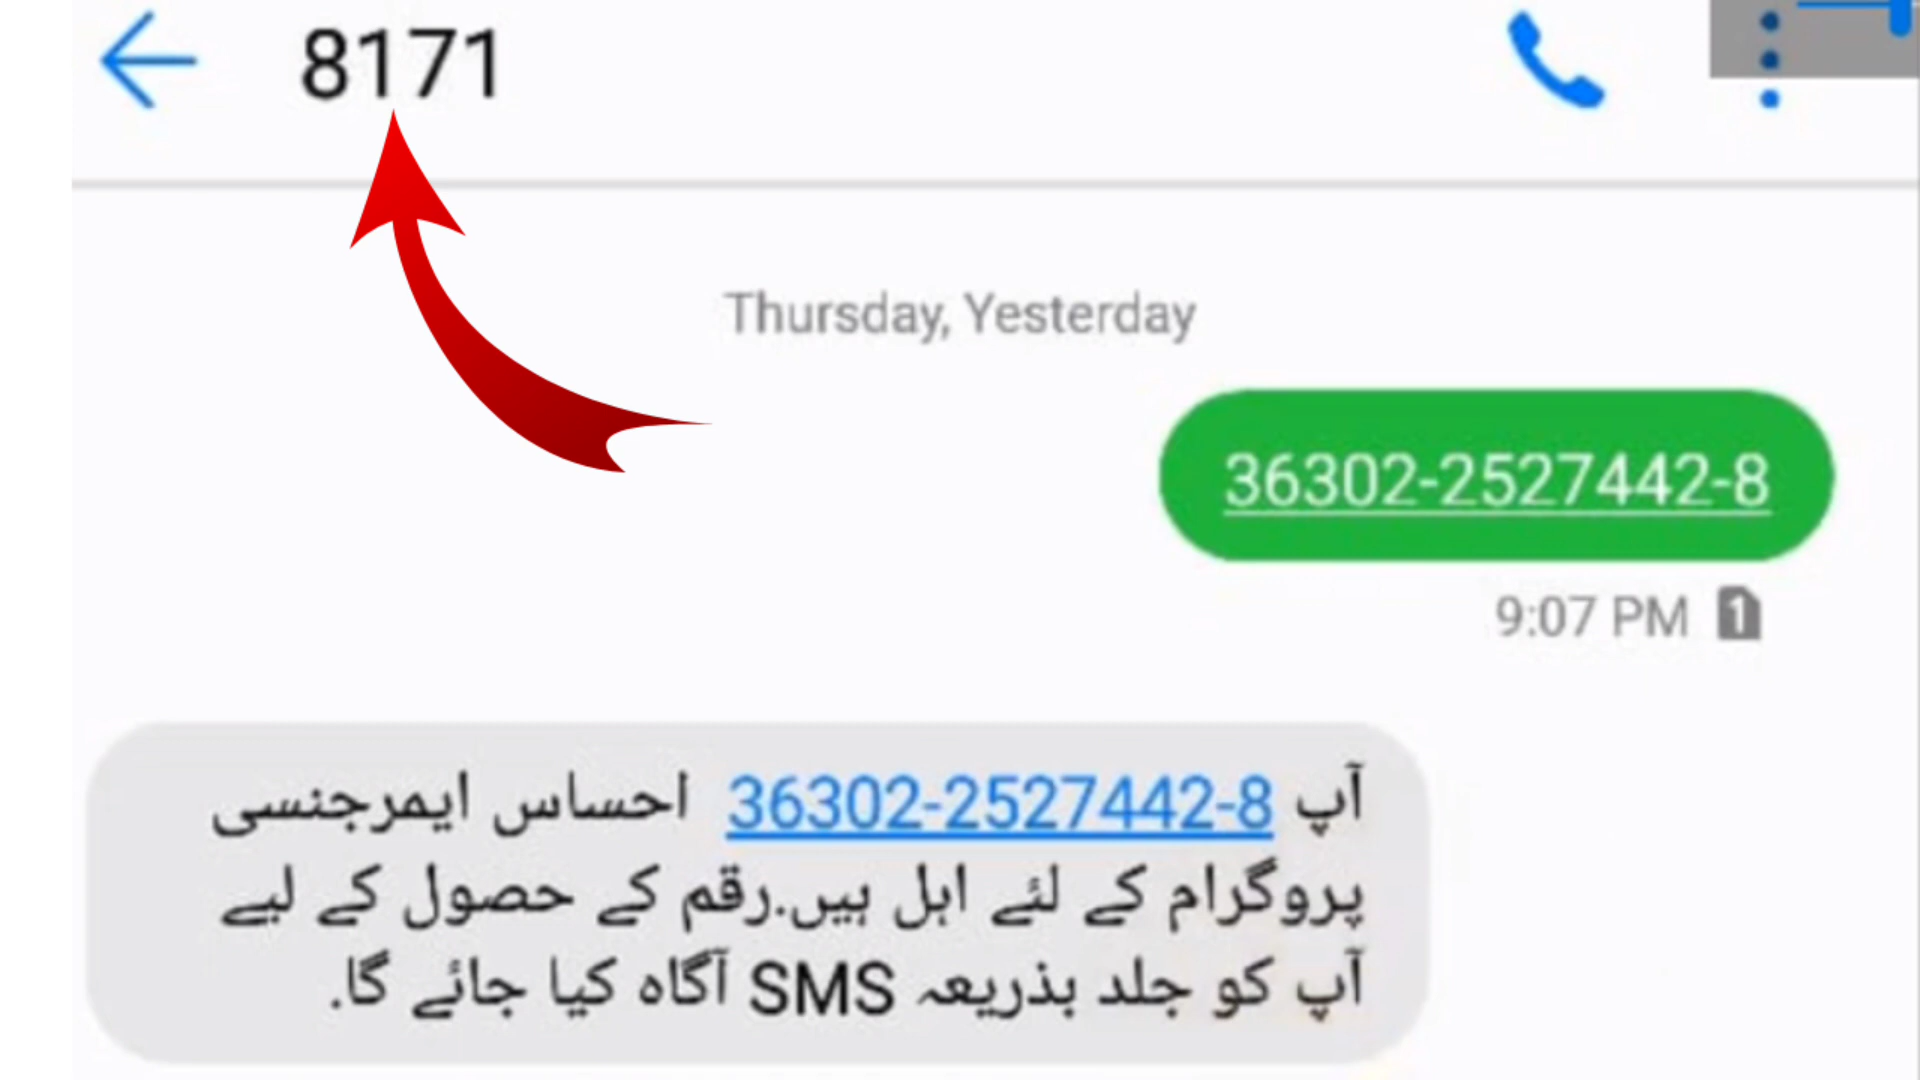 8171
Thursday, Yesterday
36302-2527442-8
9:07 PM 1
آپ 36302-2527442-8 احساس ایمرجنسی
پروگرام کے لئے اہل ہیں.رقم کے حصول کے لیے
آپ کو جلد بذریعہ SMS آگاہ کیا جائے گا.